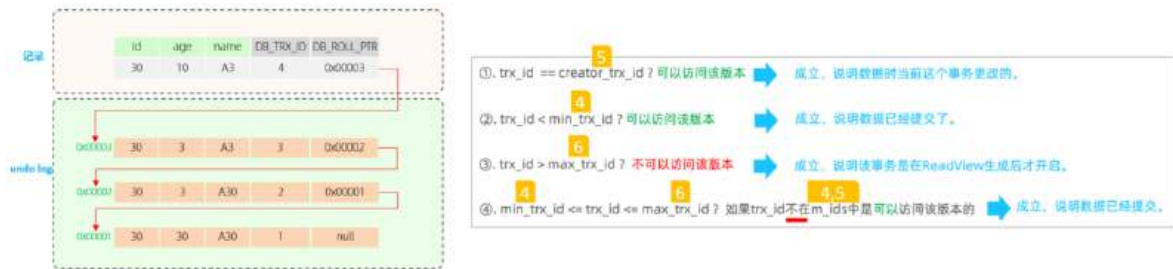 记录
id age name DB_TRX_ID DB_ROLL_PTR
30 10 A3 4 0x00003
undo log
0x00003 30 3 A3 3 0x00002
0x00002 30 3 A30 2 0x00001
0x00001 30 30 A30 1 null
5
①. trx_id == creator_trx_id ? 可以访问该版本 成立，说明数据时当前这个事务更改的。
4
②. trx_id < min_trx_id ? 可以访问该版本 成立，说明数据已经提交了。
6
③. trx_id > max_trx_id ? 不可以访问该版本 成立，说明该事务是在ReadView生成后才开启。
4 6 4,5
④. min_trx_id <= trx_id <= max_trx_id ? 如果trx_id不在m_ids中是可以访问该版本的 成立，说明数据已经提交。